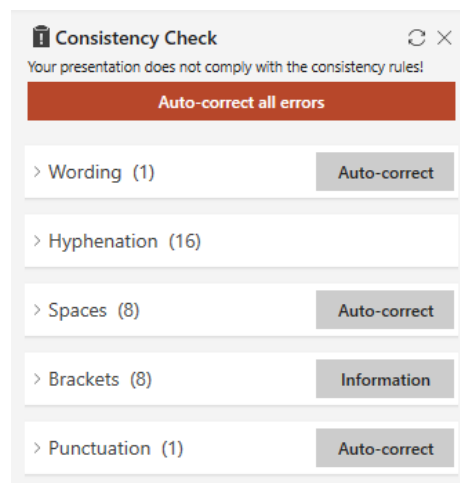 Consistency Check
Your presentation does not comply with the consistency rules!
Auto-correct all errors
Wording (1) Auto-correct
Hyphenation (16)
Spaces (8) Auto-correct
Brackets (8) Information
Punctuation (1) Auto-correct